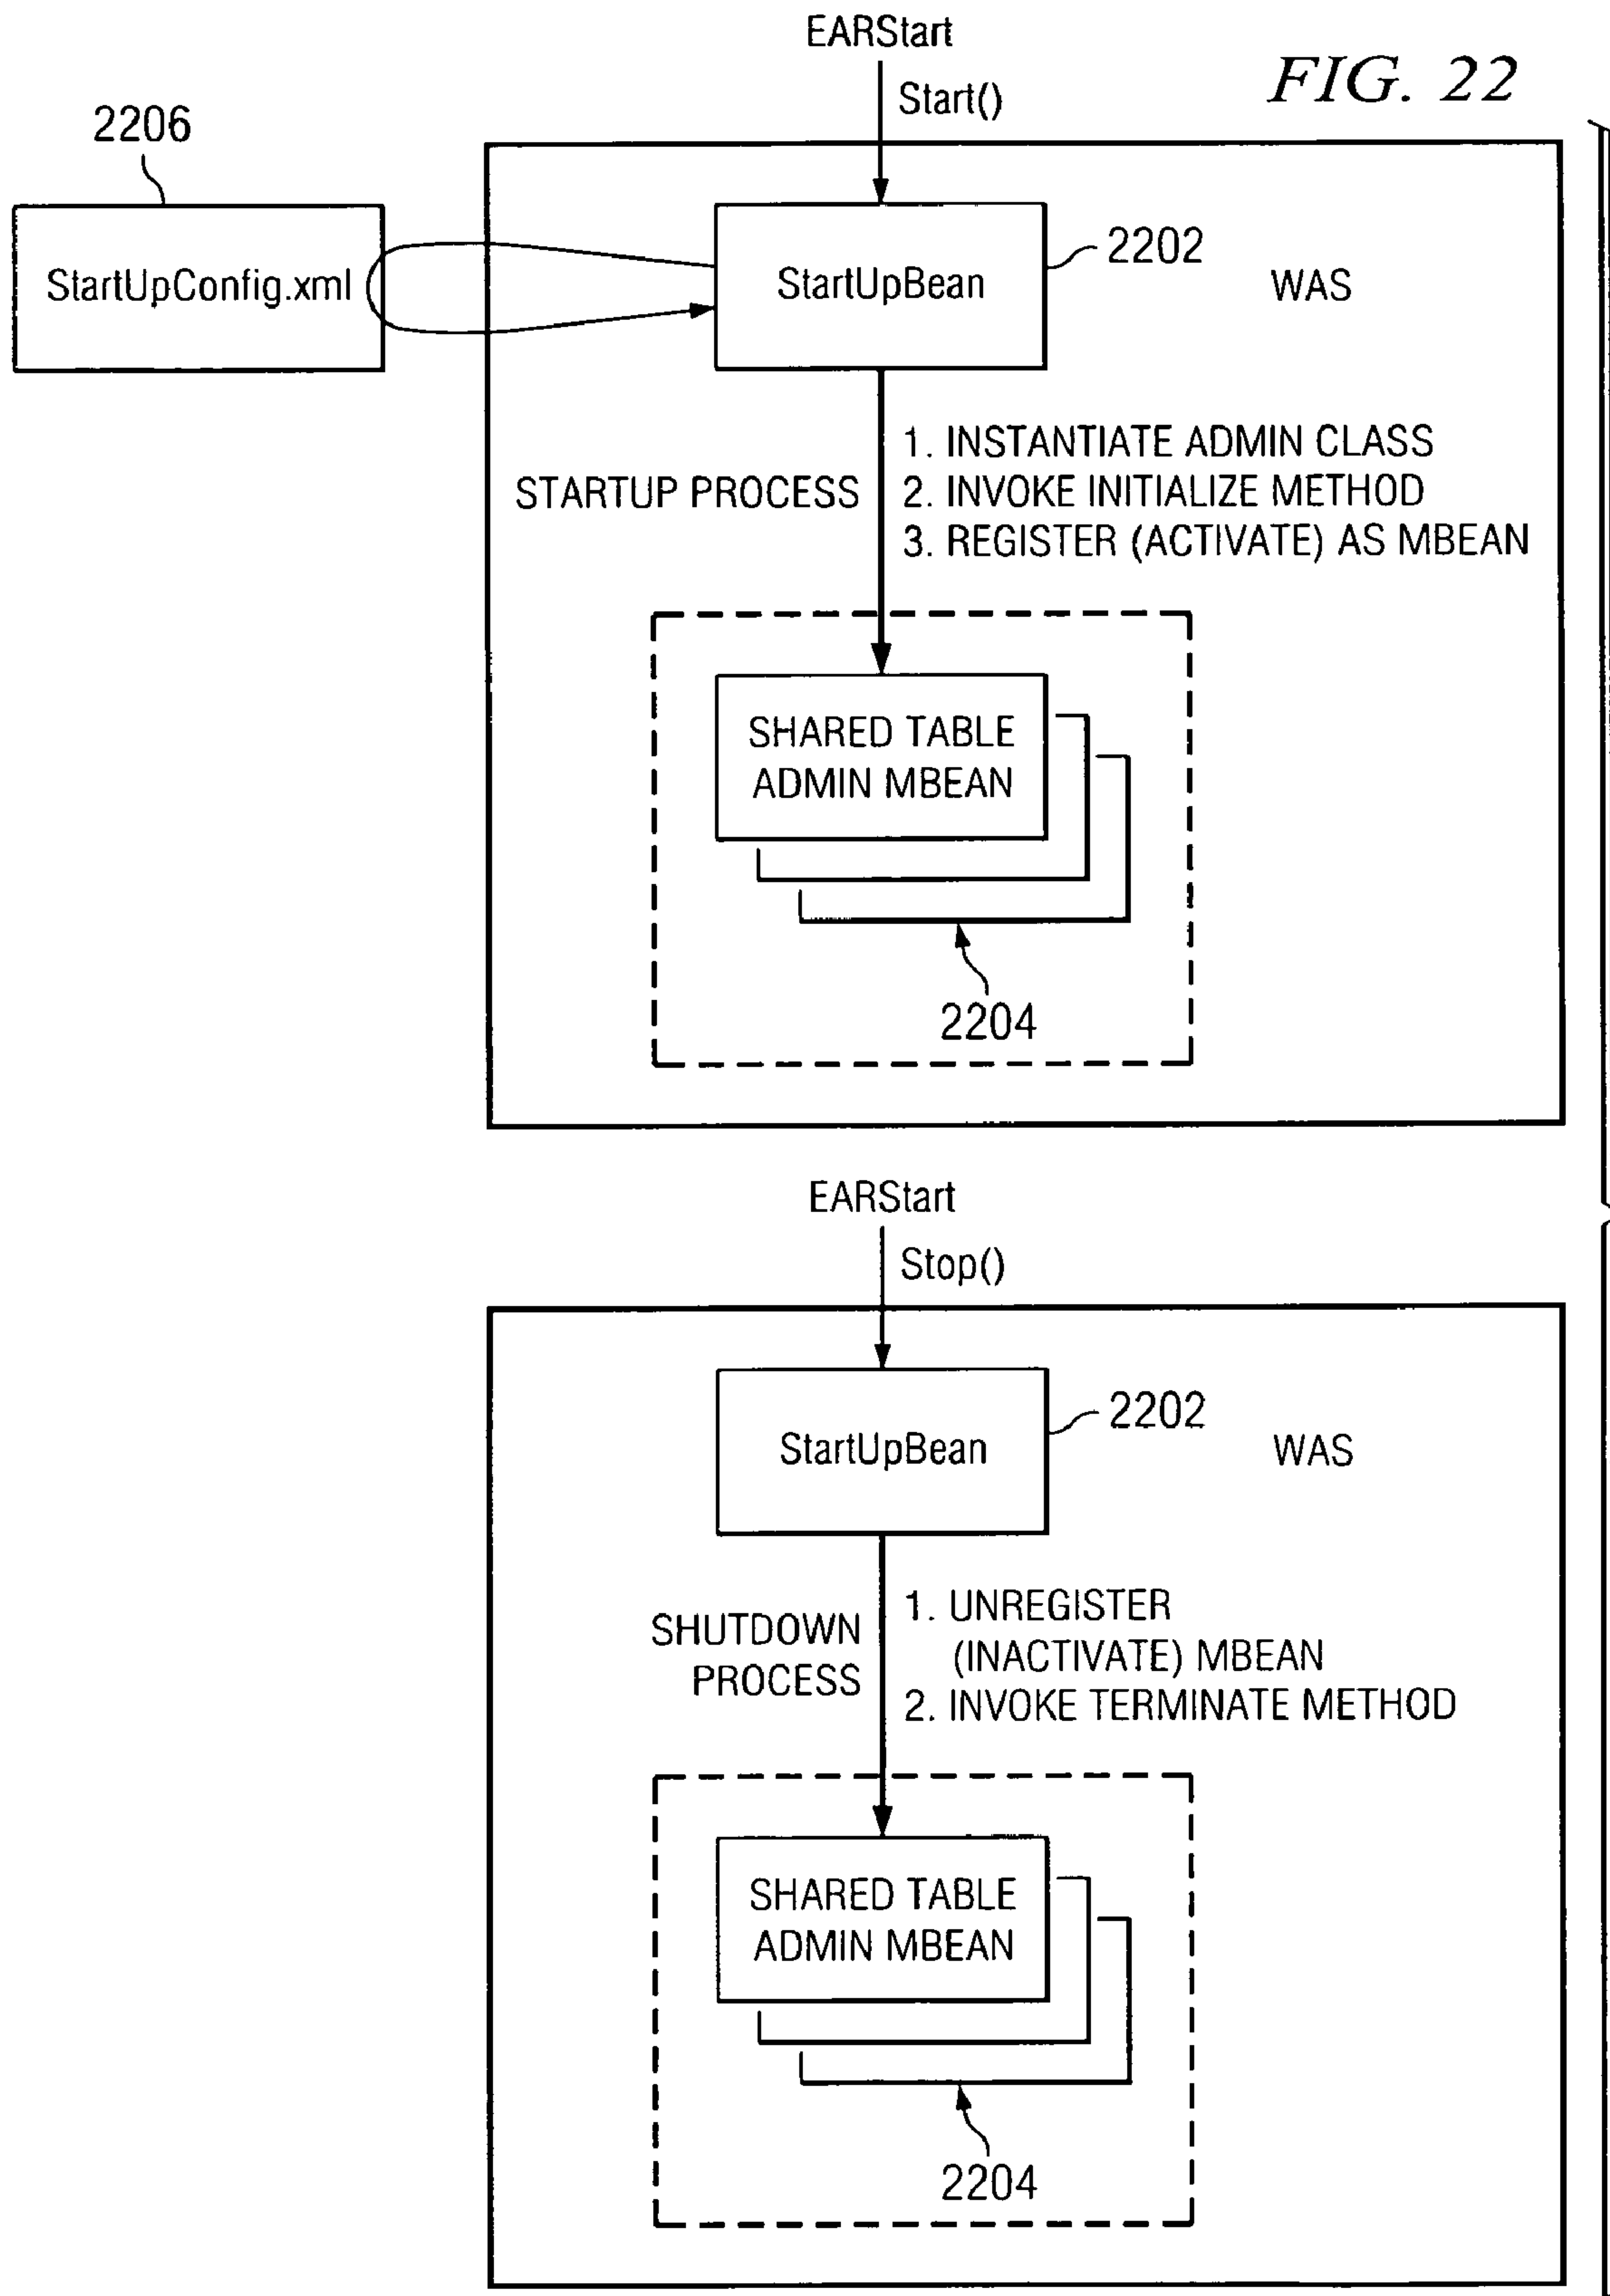 EARStart
FIG. 22
Start()
2206
StartUpConfig.xml
StartUpBean
2202
WAS
STARTUP PROCESS
1. INSTANTIATE ADMIN CLASS
2. INVOKE INITIALIZE METHOD
3. REGISTER (ACTIVATE) AS MBEAN
SHARED TABLE
ADMIN MBEAN
2204
EARStart
Stop()
StartUpBean
2202
WAS
SHUTDOWN
PROCESS
1. UNREGISTER
(INACTIVATE) MBEAN
2. INVOKE TERMINATE METHOD
SHARED TABLE
ADMIN MBEAN
2204